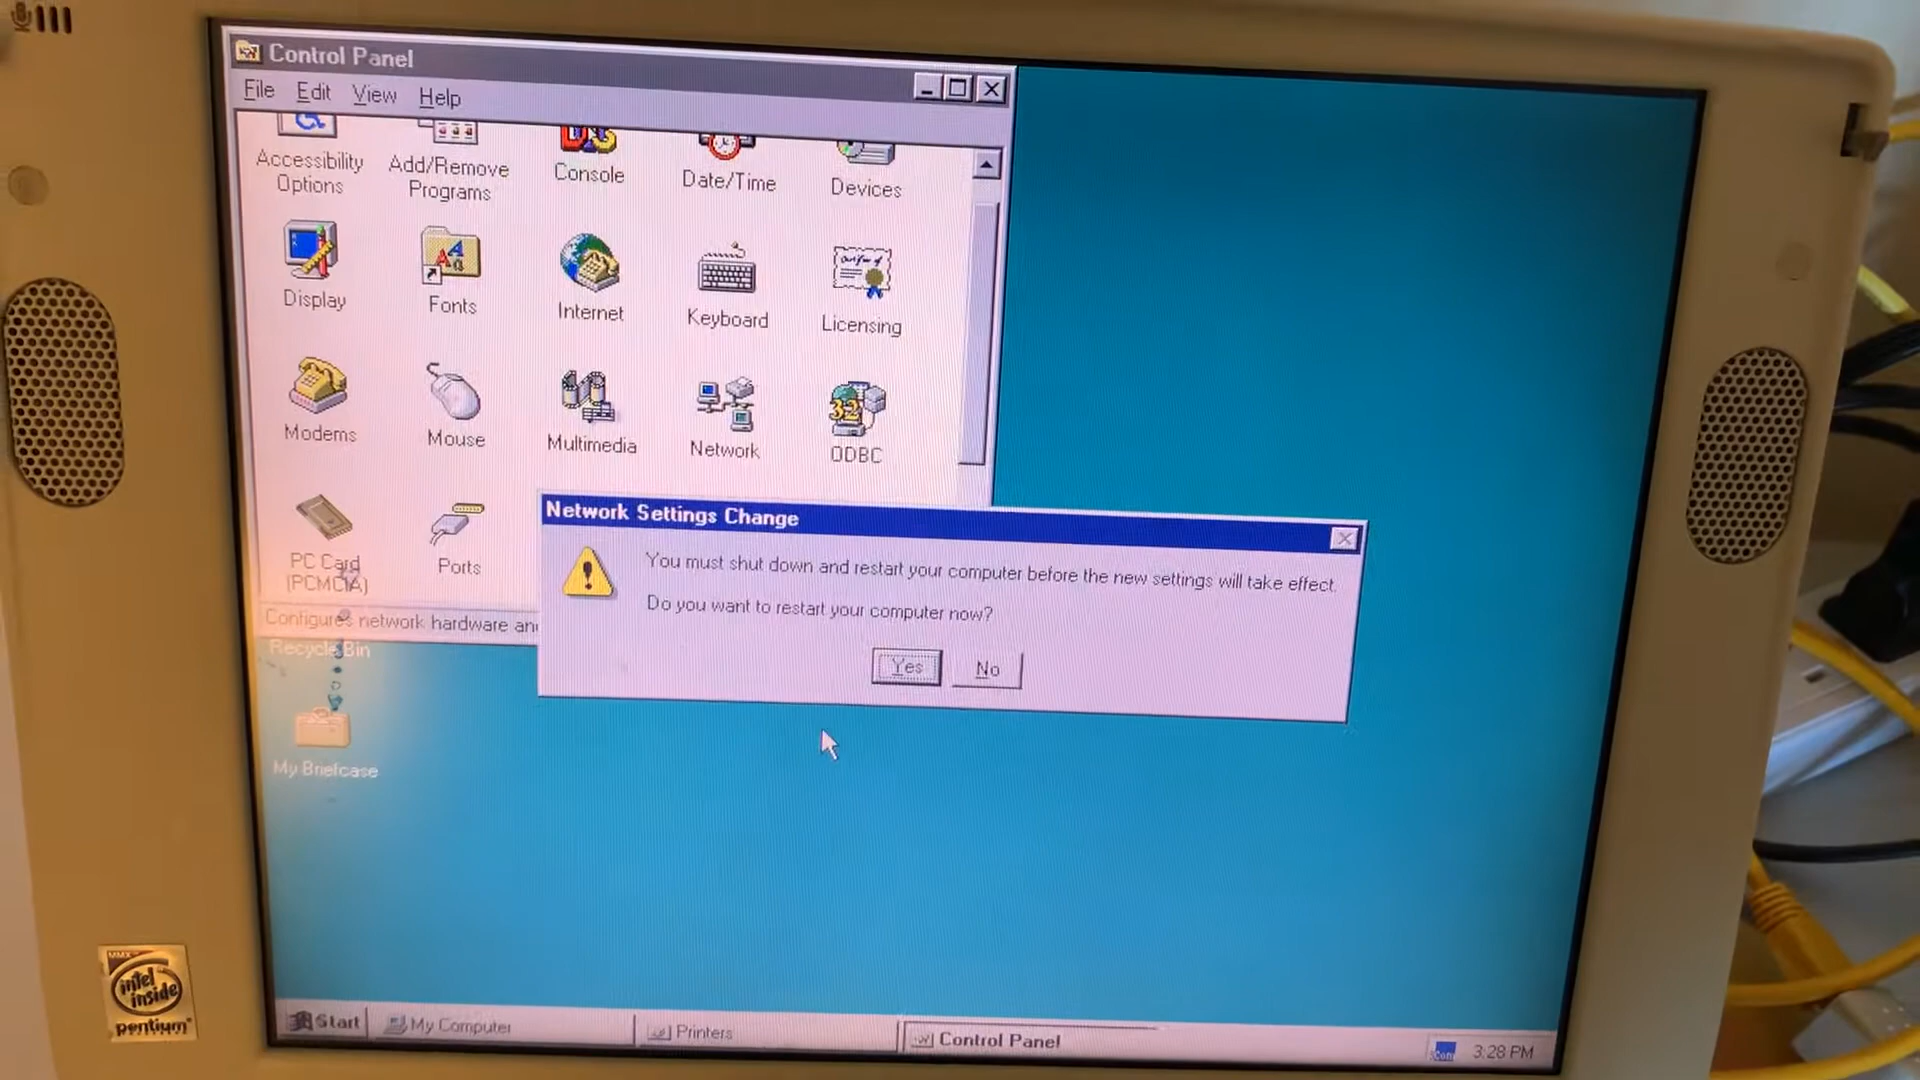 Control Panel
File Edit View Help
Accessibility Options
Add/Remove Programs
Console
Date/Time
Devices
Display
Fonts
Internet
Keyboard
Licensing
Modems
Mouse
Multimedia
Network
32
ODBC
PC Card (PCMCIA)
Ports
Configures network hardware and
Network Settings Change
You must shut down and restart your computer before the new settings will take effect.
Do you want to restart your computer now?
Yes
No
Recycle Bin
My Briefcase
MMX
intel
inside
pentium
Start
My Computer
Printers
Control Panel
3Com
3:28 PM